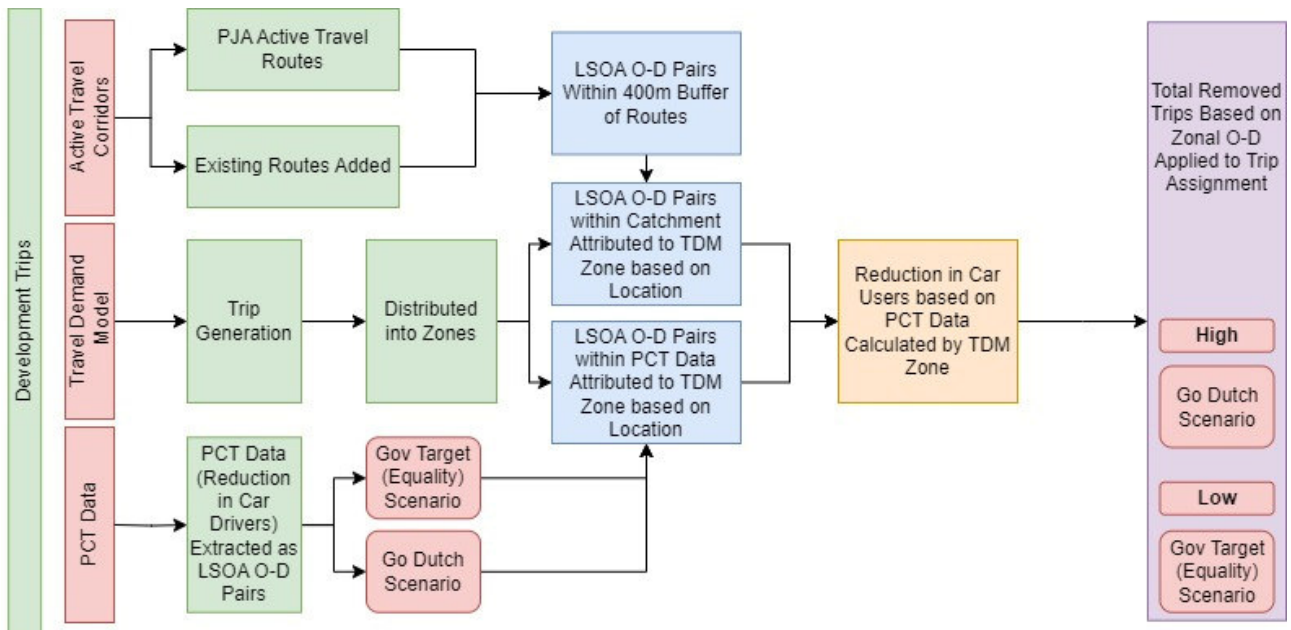 Development Trips
Active Travel
Corridors
PJA Active Travel
Routes
Existing Routes Added
LSOA O-D Pairs
Within 400m Buffer
of Routes
Travel Demand
Model
Trip
Generation
Distributed
into Zones
LSOA O-D Pairs
within Catchment
Attributed to TDM
Zone based on
Location
LSOA O-D Pairs
within PCT Data
Attributed to TDM
Zone based on
Location
PCT Data
PCT Data
(Reduction
in Car
Drivers)
Extracted as
LSOA O-D
Pairs
Gov Target
(Equality)
Scenario
Go Dutch
Scenario
Reduction in Car
Users based on
PCT Data
Calculated by TDM
Zone
Total Removed
Trips Based on
Zonal O-D
Applied to Trip
Assignment
High
Go Dutch
Scenario
Low
Gov Target
(Equality)
Scenario